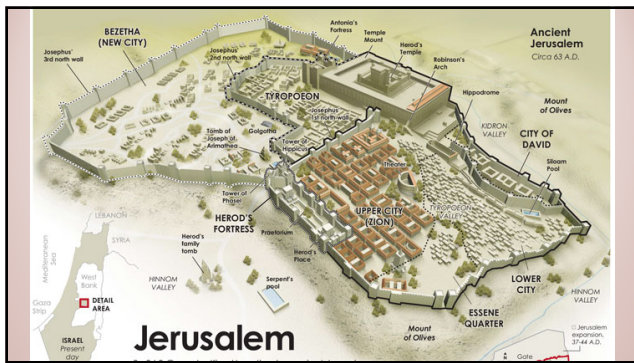 BEZETHA
(NEW CITY)
Josephus'
3rd north wall
Josephus'
2nd north wall
Antonia's
Fortress
Temple
Mount
Herod's
Temple
Robinson's
Arch
Ancient
Jerusalem
Circa 63 A.D.
TYROPOEON
Josephus'
1st north wall
Hippodrome
Mount
of Olives
KIDRON
VALLEY
CITY OF
DAVID
Siloam
Pool
Tomb of
Joseph of
Arimathea
Golgotha
Tower of
Hippicus
Theater
Tower of
Phasel
HEROD'S
FORTRESS
Praetorium
UPPER CITY
(ZION)
TYROPOEON
VALLEY
Herod's
family
tomb
Herod's
Place
HINNOM
VALLEY
Serpent's
pool
LOWER
CITY
HINNOM
VALLEY
ESSENE
QUARTER
Mount
of Olives
LEBANON
SYRIA
Mediterranean
Sea
West
Bank
Gaza
Strip
DETAIL
AREA
ISRAEL
Present
day
Jerusalem
Jerusalem
expansion,
37-44 A.D.
Gate